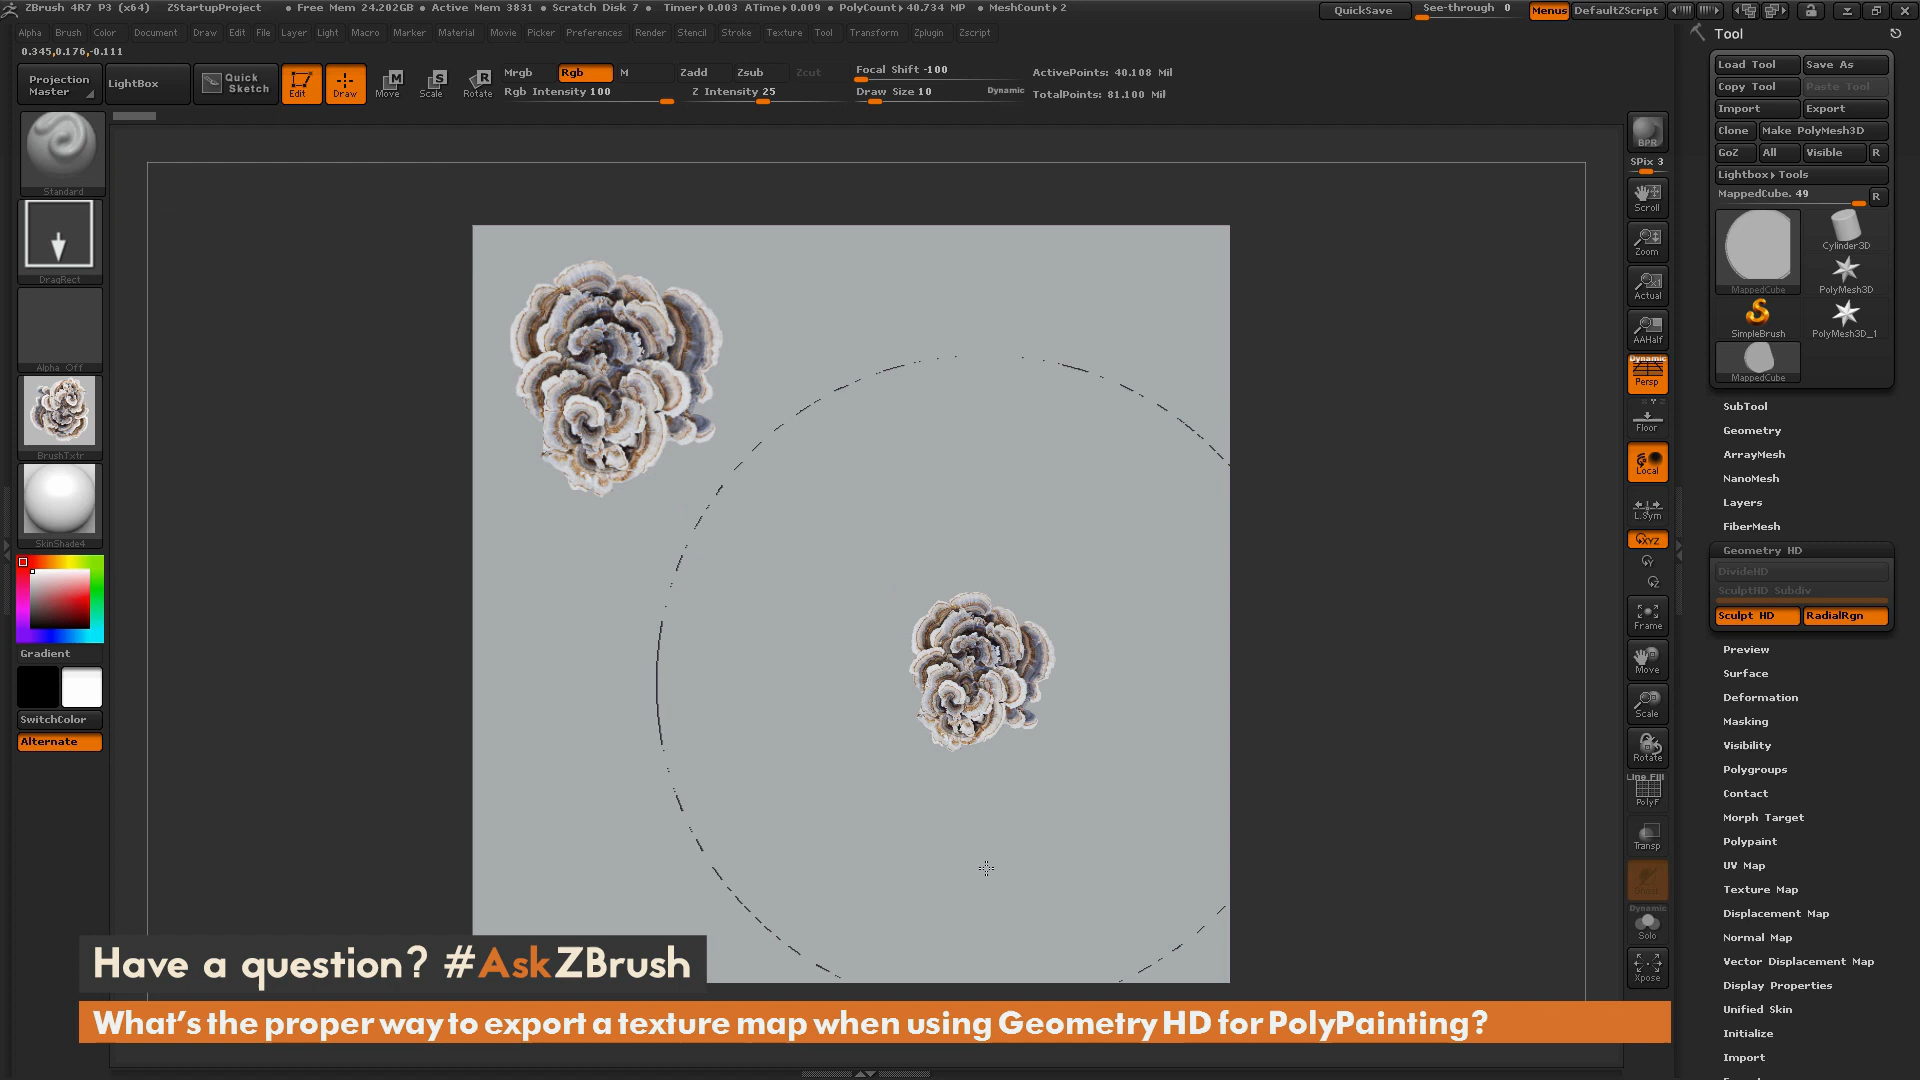 ZBrush 4R7 P3 (x64) ZStartupProject • Free Mem 24.202GB • Active Mem 3831 • Scratch Disk 7 • Timer▸0.003 ATime▸0.009 • PolyCount▸40.734 MP • MeshCount▸2 QuickSave See-through 0 Menus DefaultZScript
Alpha Brush Color Document Draw Edit File Layer Light Macro Marker Material Movie Picker Preferences Render Stencil Stroke Texture Tool Transform Zplugin Zscript
0.345,0.176,-0.111
Projection Master
LightBox
Quick Sketch
Edit
Draw
Move
Scale
Rotate
Mrgb Rgb M
Rgb Intensity 100
Zadd Zsub Zcut
Z Intensity 25
Focal Shift -100
Draw Size 10 Dynamic
ActivePoints: 40.108 Mil
TotalPoints: 81.100 Mil
Standard
DragRect
Alpha Off
BrushTxtr
SkinShade4
Gradient
SwitchColor
Alternate
BPR
SPix 3
Scroll
Zoom
Actual
AAHalf
Dynamic
Persp
Floor
Local
L.Sym
XYZ
Frame
Move
Scale
Rotate
Line Fill
PolyF
Transp
Ghost
Dynamic
Solo
Xpose
Tool
Load Tool Save As
Copy Tool Paste Tool
Import Export
Clone Make PolyMesh3D
GoZ All Visible R
Lightbox▸Tools
MappedCube. 49 R
MappedCube
Cylinder3D
PolyMesh3D
SimpleBrush
PolyMesh3D_1
MappedCube
SubTool
Geometry
ArrayMesh
NanoMesh
Layers
FiberMesh
Geometry HD
DivideHD
SculptHD Subdiv
Sculpt HD RadialRgn
Preview
Surface
Deformation
Masking
Visibility
Polygroups
Contact
Morph Target
Polypaint
UV Map
Texture Map
Displacement Map
Normal Map
Vector Displacement Map
Display Properties
Unified Skin
Initialize
Import
Have a question? #AskZBrush
What's the proper way to export a texture map when using Geometry HD for PolyPainting?